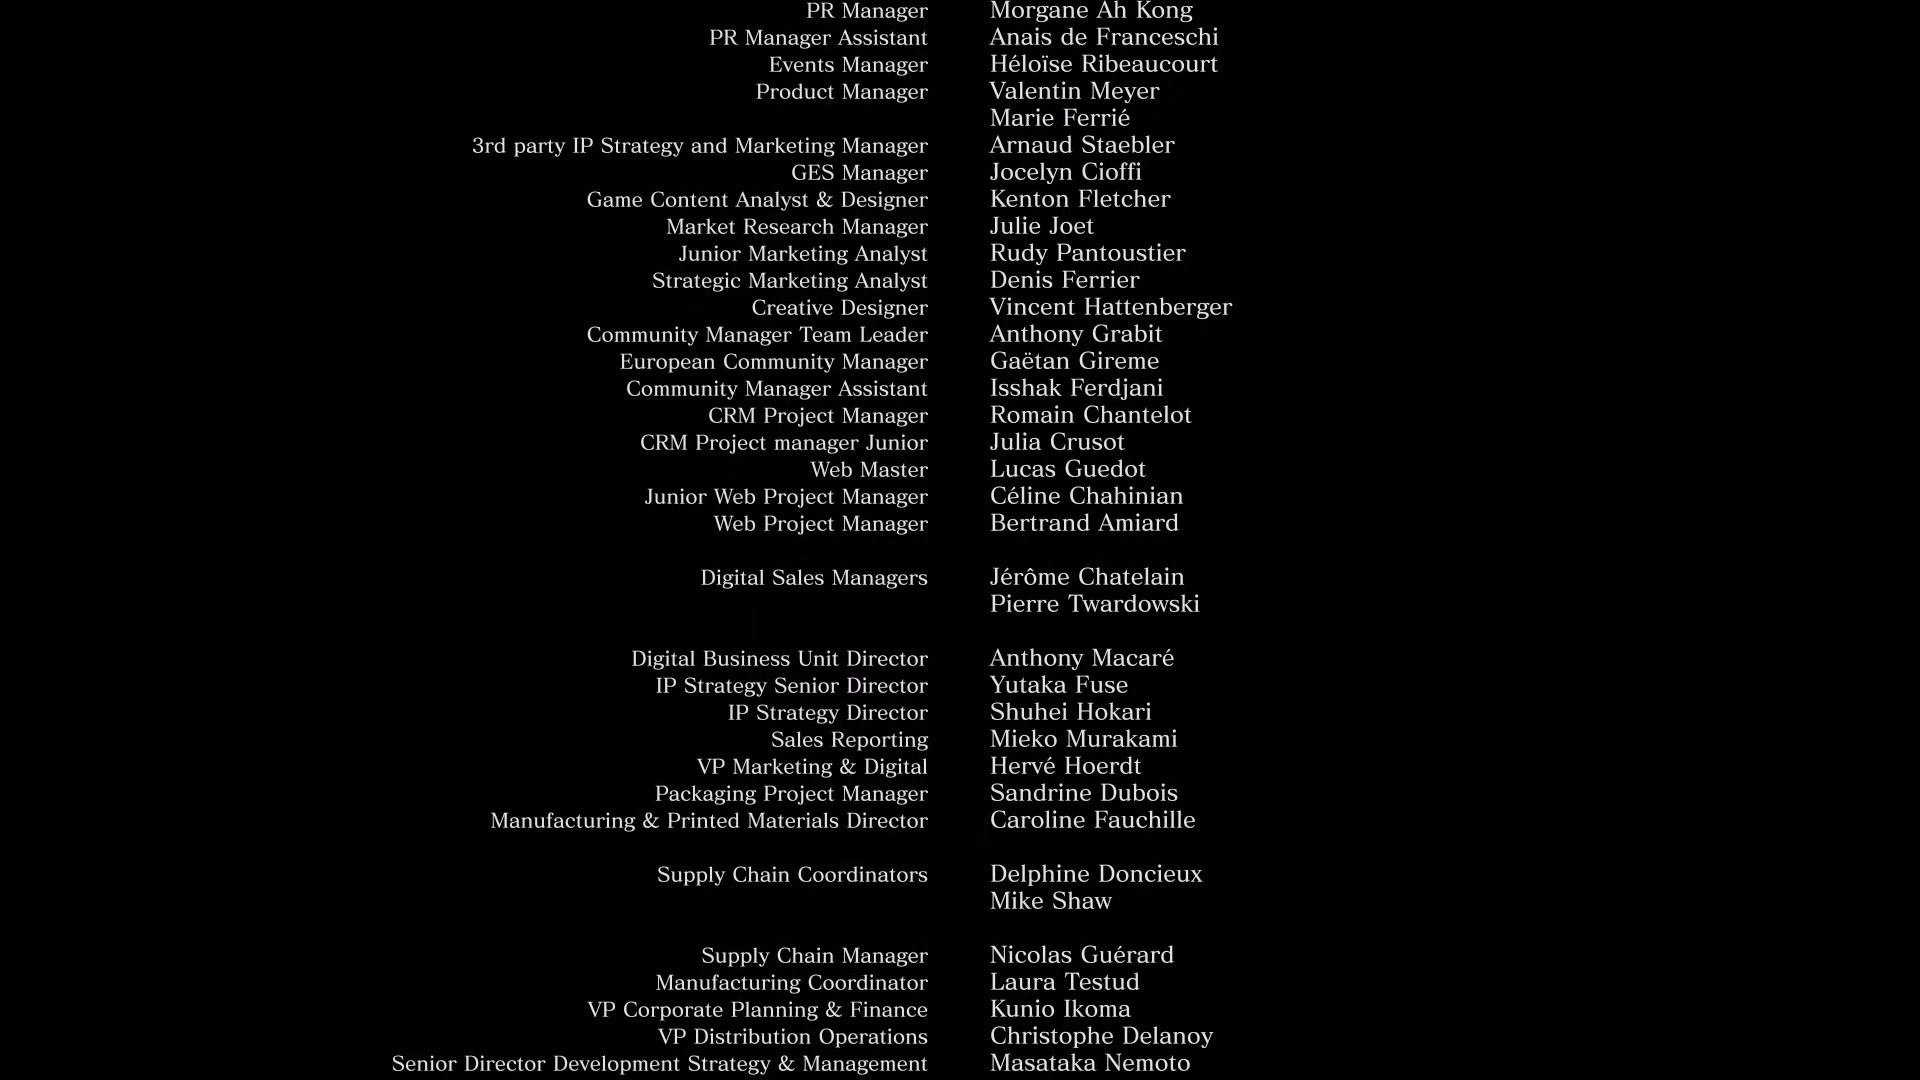 PR Manager Morgane Ah Kong
PR Manager Assistant Anais de Franceschi
Events Manager Héloïse Ribeaucourt
Product Manager Valentin Meyer
Marie Ferrié
3rd party IP Strategy and Marketing Manager Arnaud Staebler
GES Manager Jocelyn Cioffi
Game Content Analyst & Designer Kenton Fletcher
Market Research Manager Julie Joet
Junior Marketing Analyst Rudy Pantoustier
Strategic Marketing Analyst Denis Ferrier
Creative Designer Vincent Hattenberger
Community Manager Team Leader Anthony Grabit
European Community Manager Gaëtan Gireme
Community Manager Assistant Isshak Ferdjani
CRM Project Manager Romain Chantelot
CRM Project manager Junior Julia Crusot
Web Master Lucas Guedot
Junior Web Project Manager Céline Chahinian
Web Project Manager Bertrand Amiard
Digital Sales Managers Jérôme Chatelain
Pierre Twardowski
Digital Business Unit Director Anthony Macaré
IP Strategy Senior Director Yutaka Fuse
IP Strategy Director Shuhei Hokari
Sales Reporting Mieko Murakami
VP Marketing & Digital Hervé Hoerdt
Packaging Project Manager Sandrine Dubois
Manufacturing & Printed Materials Director Caroline Fauchille
Supply Chain Coordinators Delphine Doncieux
Mike Shaw
Supply Chain Manager Nicolas Guérard
Manufacturing Coordinator Laura Testud
VP Corporate Planning & Finance Kunio Ikoma
VP Distribution Operations Christophe Delanoy
Senior Director Development Strategy & Management Masataka Nemoto